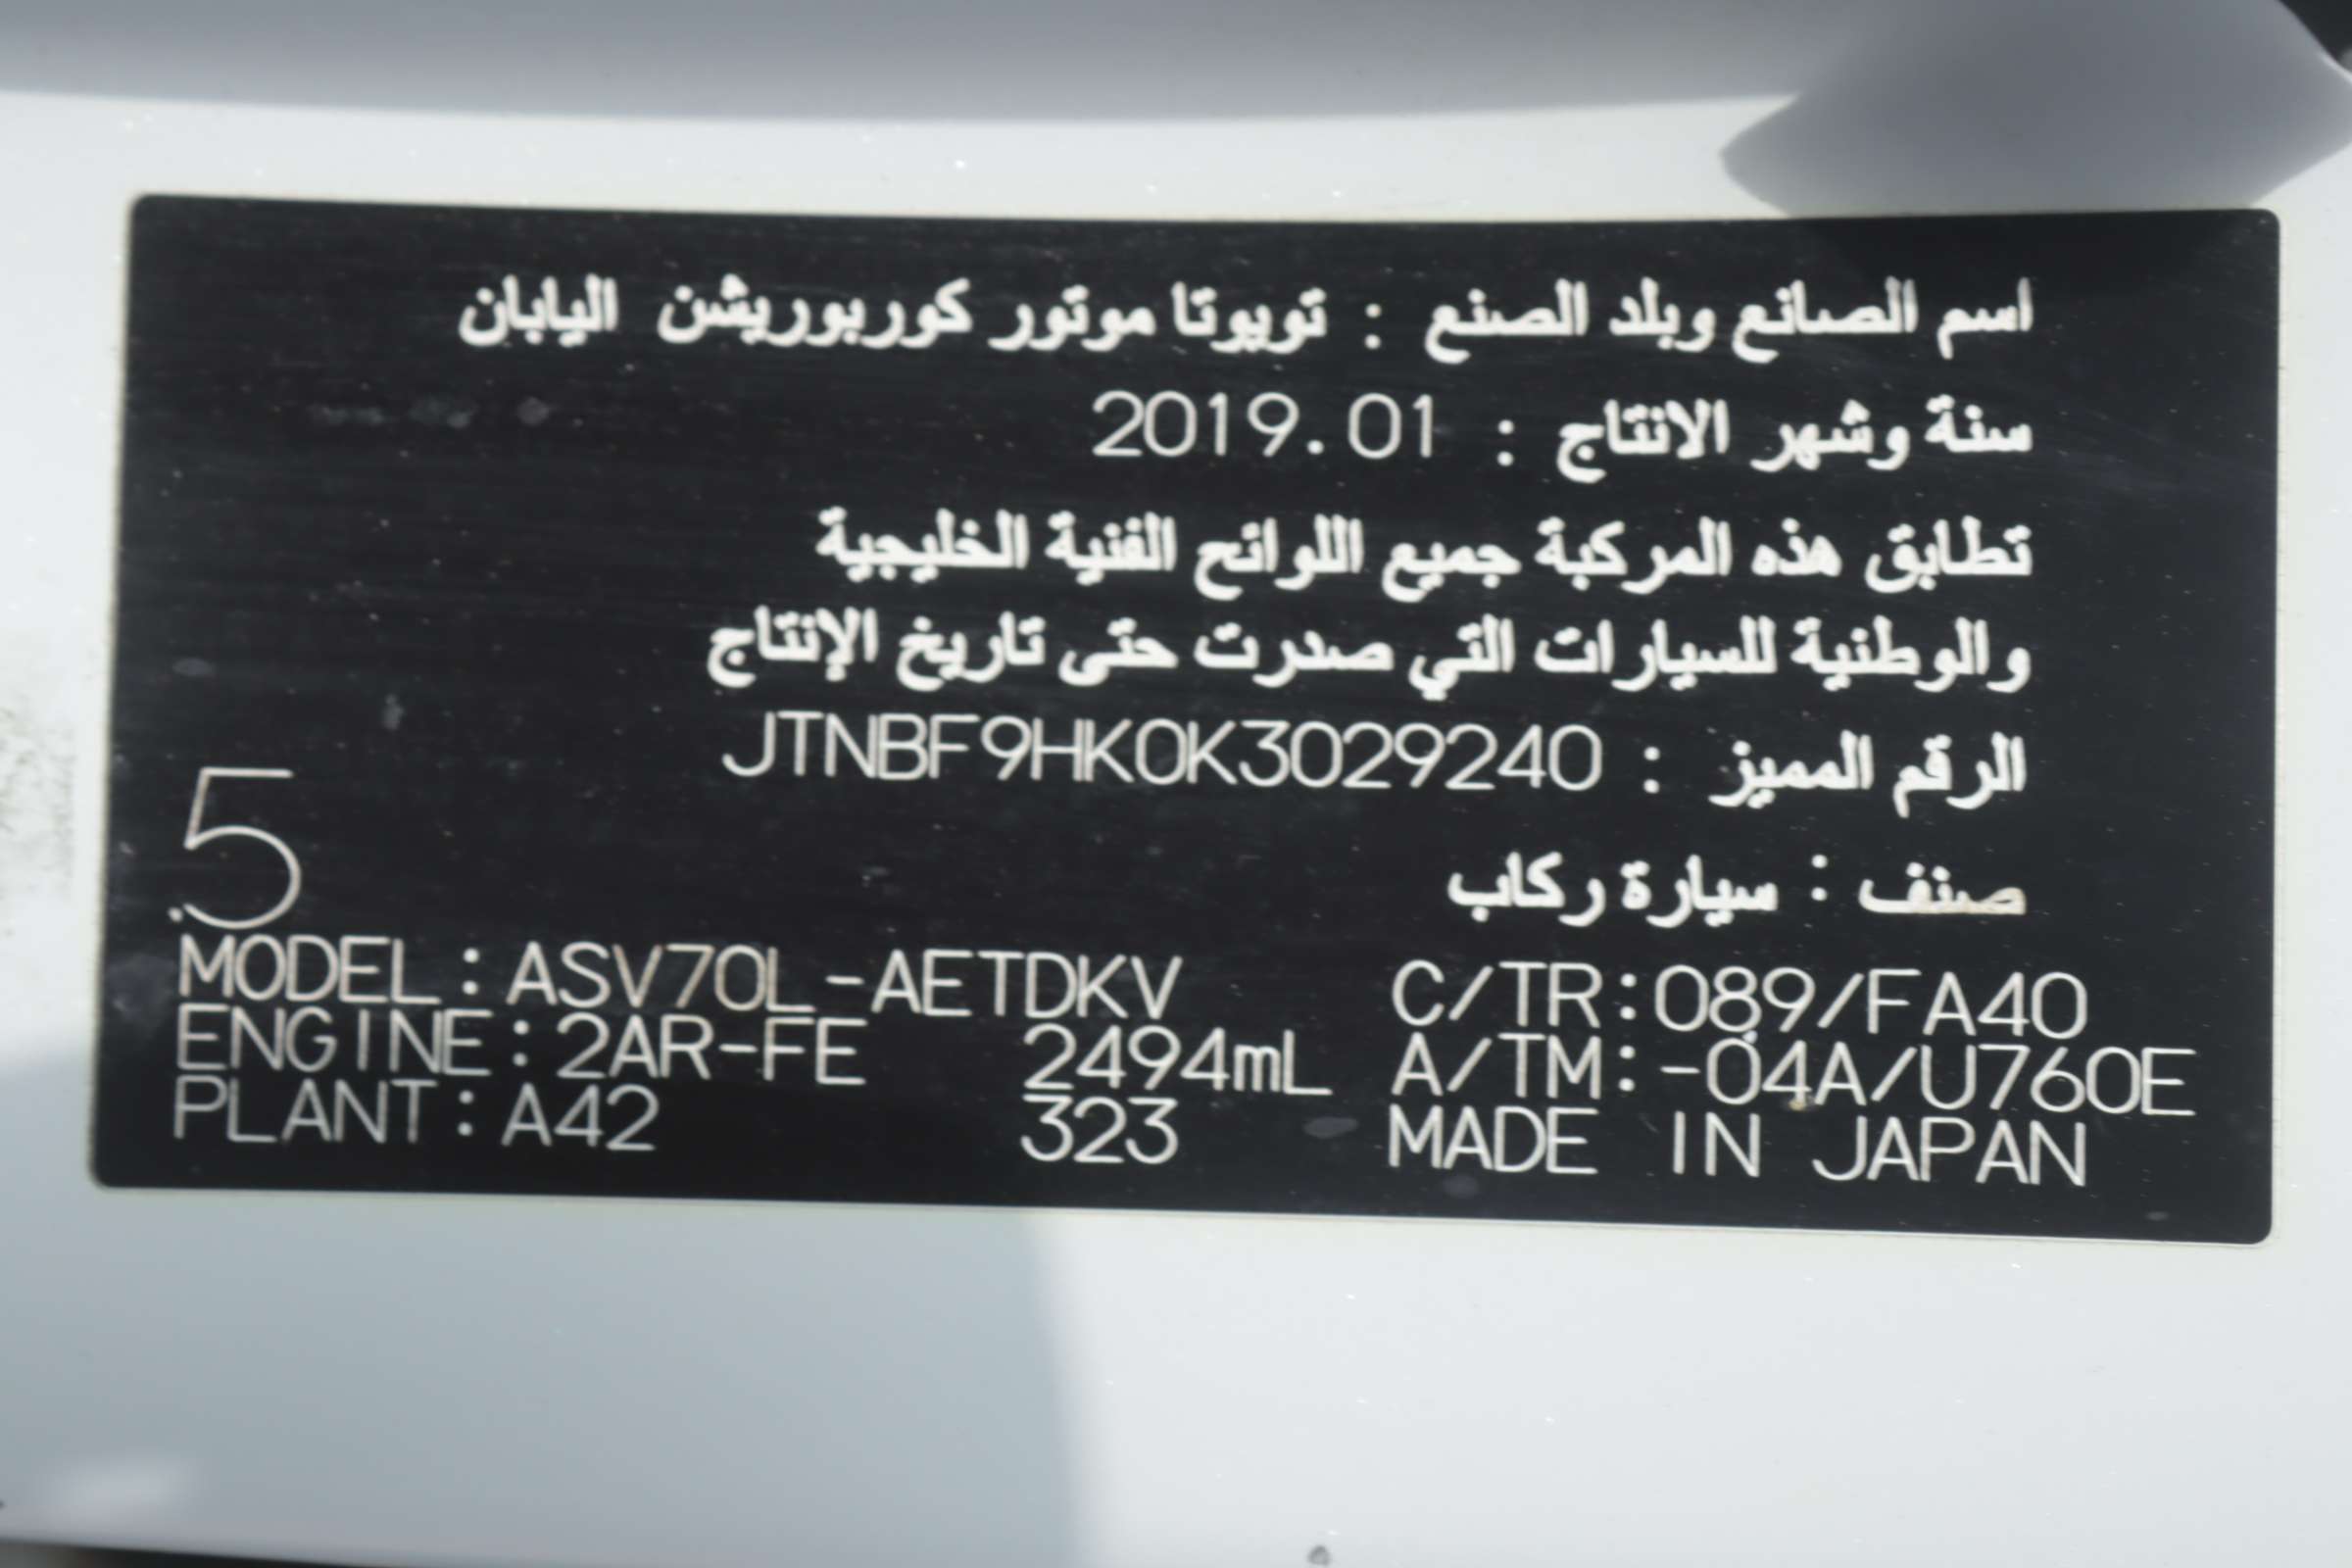 اسم الصانع وبلد الصنع : تويوتا موتور كوربوريشن اليابان
سنة وشهر الانتاج : 2019.01
تطابق هذه المركبة جميع اللوائح الفنية الخليجية
والوطنية للسيارات التي صدرت حتى تاريخ الإنتاج
الرقم المميز : JTNBF9HK0K3029240
صنف : سيارة ركاب
5
MODEL:ASV70L-AETDKV C/TR:089/FA40
ENGINE:2AR-FE 2494mL A/TM:-04A/U760E
PLANT:A42 323 MADE IN JAPAN